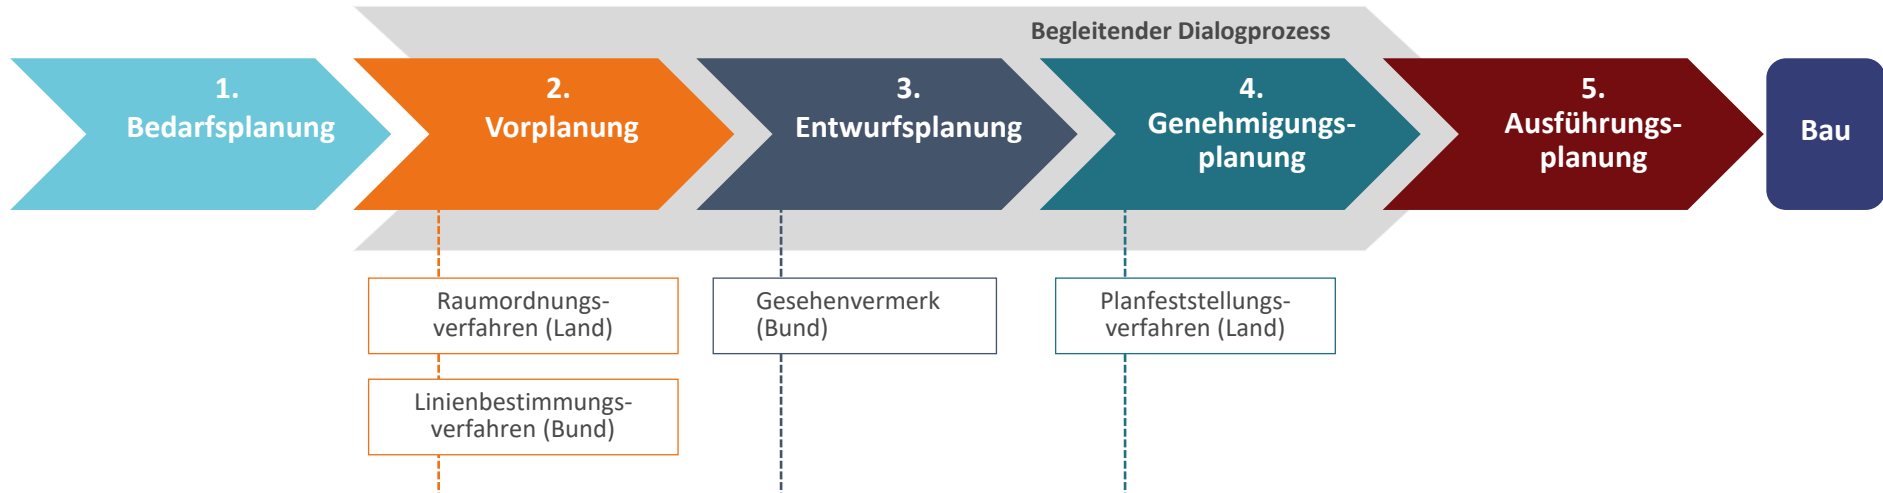 Begleitender Dialogprozess
1.
Bedarfsplanung
2.
Vorplanung
3.
Entwurfsplanung
4.
Genehmigungs-
planung
5.
Ausführungs-
planung
Bau
Raumordnungs-
verfahren (Land)
Linienbestimmungs-
verfahren (Bund)
Gesehenvermerk
(Bund)
Planfeststellungs-
verfahren (Land)